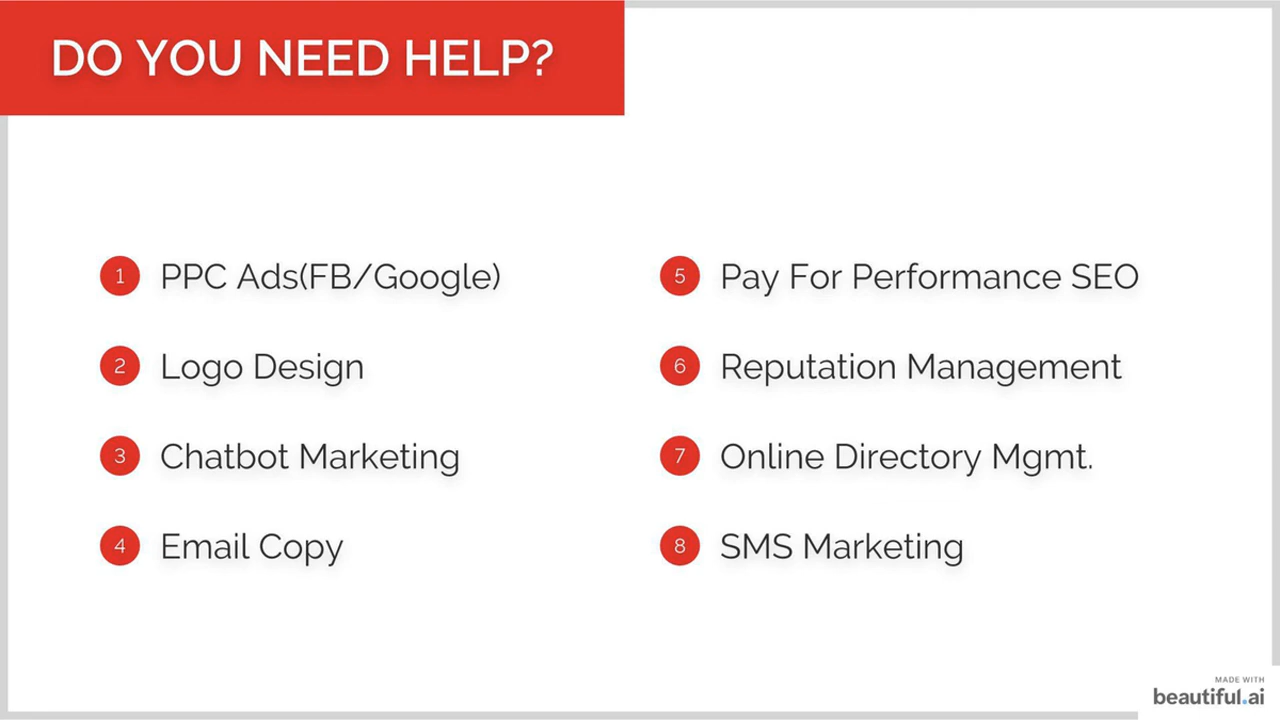 DO YOU NEED HELP?
1 PPC Ads(FB/Google)
2 Logo Design
3 Chatbot Marketing
4 Email Copy
5 Pay For Performance SEO
6 Reputation Management
7 Online Directory Mgmt.
8 SMS Marketing
MADE WITH
beautiful.ai